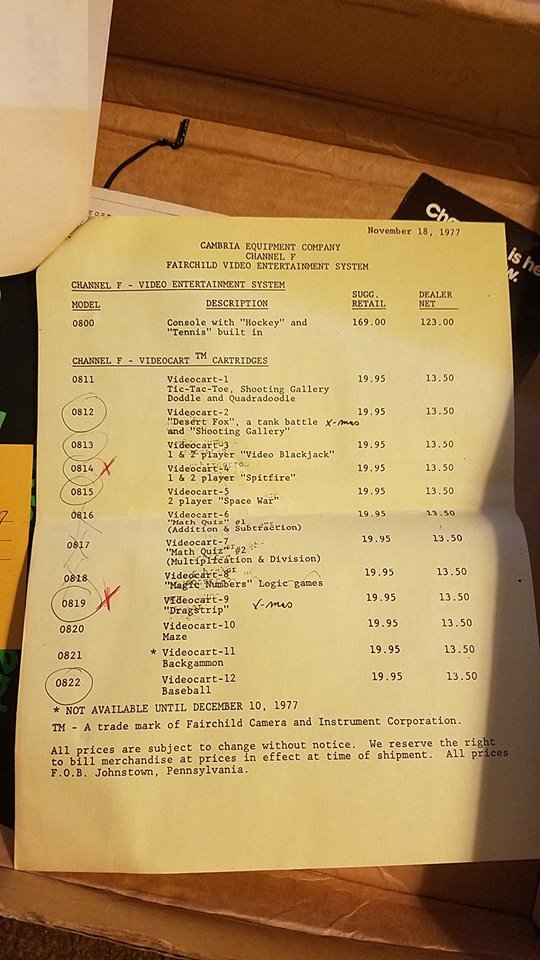 November 18, 1977
CAMBRIA EQUIPMENT COMPANY
CHANNEL F
FAIRCHILD VIDEO ENTERTAINMENT SYSTEM
CHANNEL F - VIDEO ENTERTAINMENT SYSTEM
MODEL DESCRIPTION SUGG. RETAIL DEALER NET
0800 Console with "Hockey" and 169.00 123.00
"Tennis" built in
CHANNEL F - VIDEOCART TM CARTRIDGES
0811 Videocart-1 19.95 13.50
Tic-Tac-Toe, Shooting Gallery
Doddle and Quadradoodle
0812 Videocart-2 19.95 13.50
"Desert Fox", a tank battle x-mas
and "Shooting Gallery"
0813 Videocart-3 19.95 13.50
1 & 2 player "Video Blackjack"
0814 X Videocart-4 19.95 13.50
1 & 2 player "Spitfire"
0815 Videocart-5 19.95 13.50
2 player "Space War"
0816 Videocart-6 19.95 13.50
"Math Quiz" #1
(Addition & Subtraction)
0817 Videocart-7 19.95 13.50
"Math Quiz" #2
(Multiplication & Division)
0818 Videocart-8 19.95 13.50
"Magic Numbers" Logic games
0819 X Videocart-9 19.95 13.50
"Dragstrip" x-mas
0820 Videocart-10 19.95 13.50
Maze
0821 * Videocart-11 19.95 13.50
Backgammon
0822 Videocart-12 19.95 13.50
Baseball
* NOT AVAILABLE UNTIL DECEMBER 10, 1977
TM - A trade mark of Fairchild Camera and Instrument Corporation.
All prices are subject to change without notice. We reserve the right
to bill merchandise at prices in effect at time of shipment. All prices
F.O.B. Johnstown, Pennsylvania.
is he